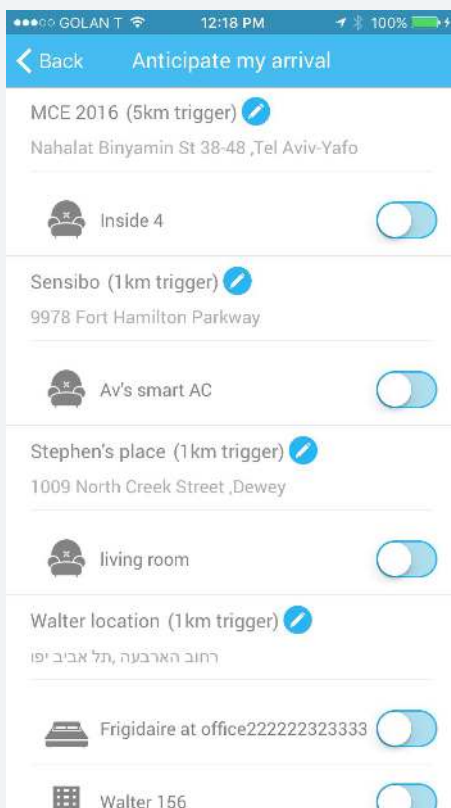 GOLAN T 12:18 PM 100%
Back Anticipate my arrival
MCE 2016 (5km trigger)
Nahalat Binyamin St 38-48 ,Tel Aviv-Yafo
Inside 4
Sensibo (1km trigger)
9978 Fort Hamilton Parkway
Av's smart AC
Stephen's place (1km trigger)
1009 North Creek Street ,Dewey
living room
Walter location (1km trigger)
רחוב הארבעה ,תל אביב יפו
Frigidaire at office222222323333
Walter 156